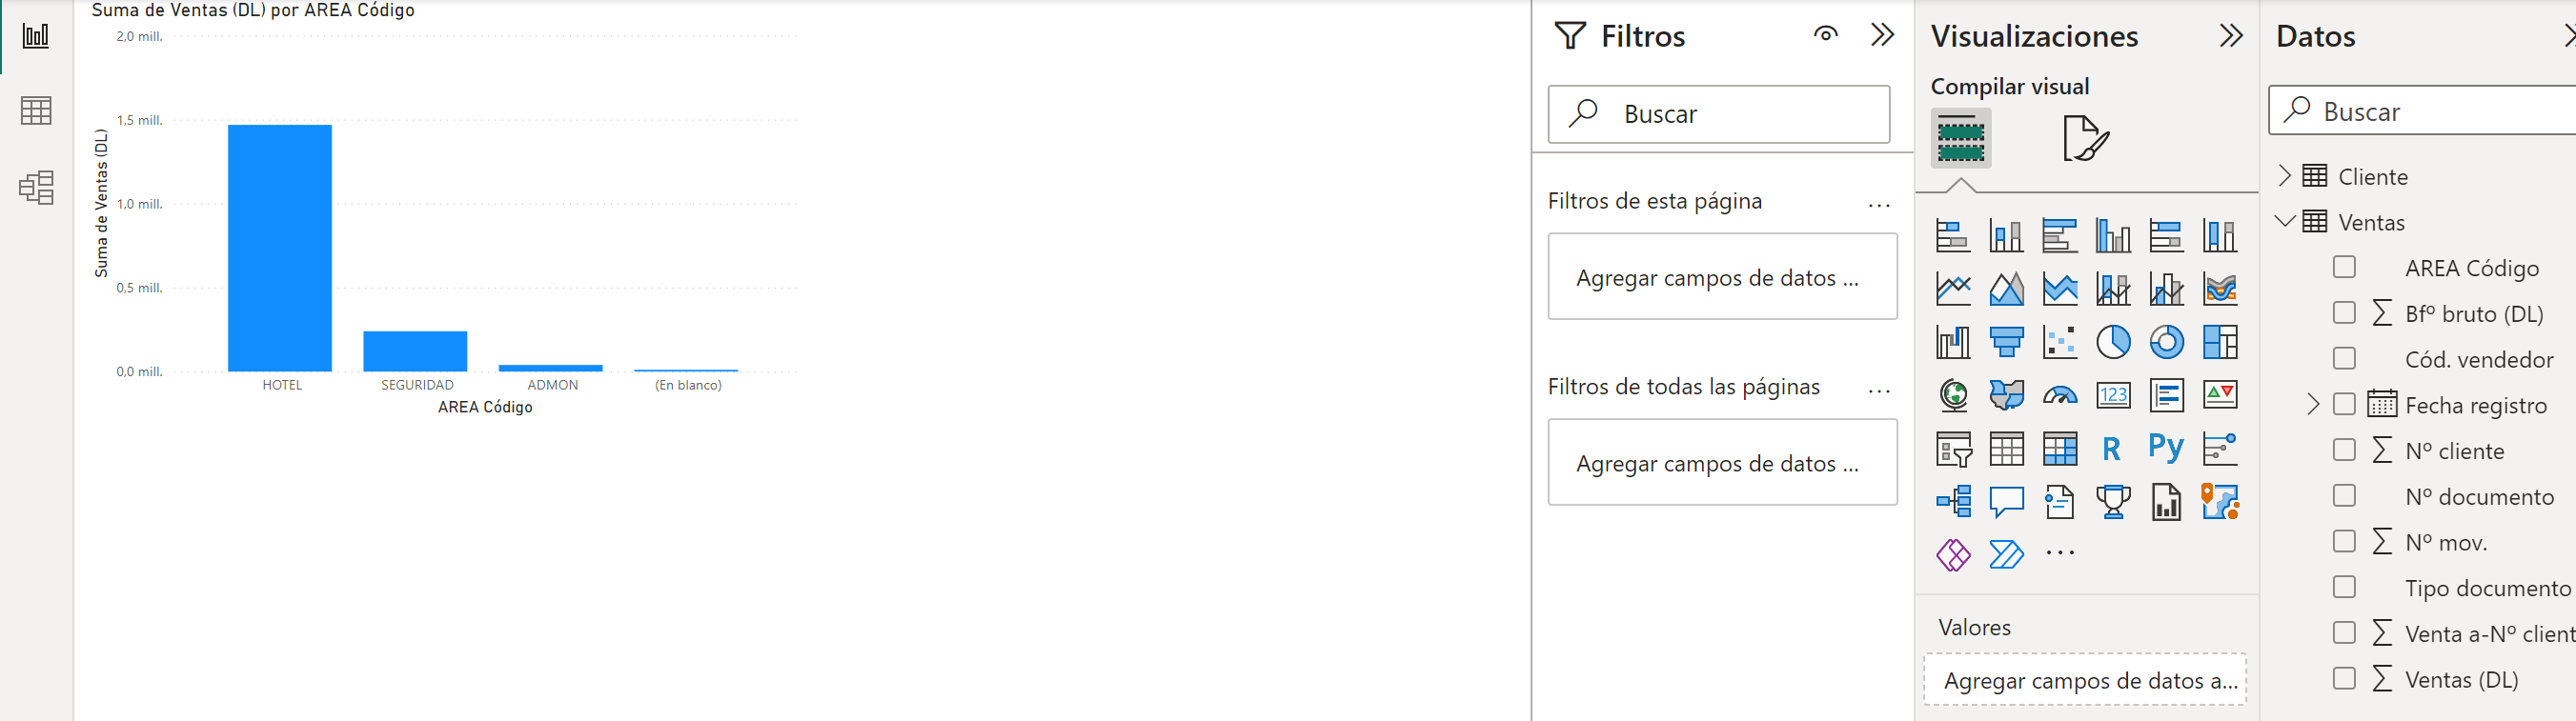 Suma de Ventas (DL) por AREA Código
2,0 mill.
1,5 mill.
1,0 mill.
0,5 mill.
0,0 mill.
Suma de Ventas (DL)
HOTEL
SEGURIDAD
ADMON
(En blanco)
AREA Código
Filtros
Buscar
Filtros de esta página
...
Agregar campos de datos ...
Filtros de todas las páginas
...
Agregar campos de datos ...
Visualizaciones
Compilar visual
123
R
Py
...
Valores
Agregar campos de datos a...
Datos
Buscar
Cliente
Ventas
AREA Código
Σ Bfº bruto (DL)
Cód. vendedor
Fecha registro
Σ Nº cliente
Nº documento
Σ Nº mov.
Tipo documento
Σ Venta a-Nº client
Σ Ventas (DL)